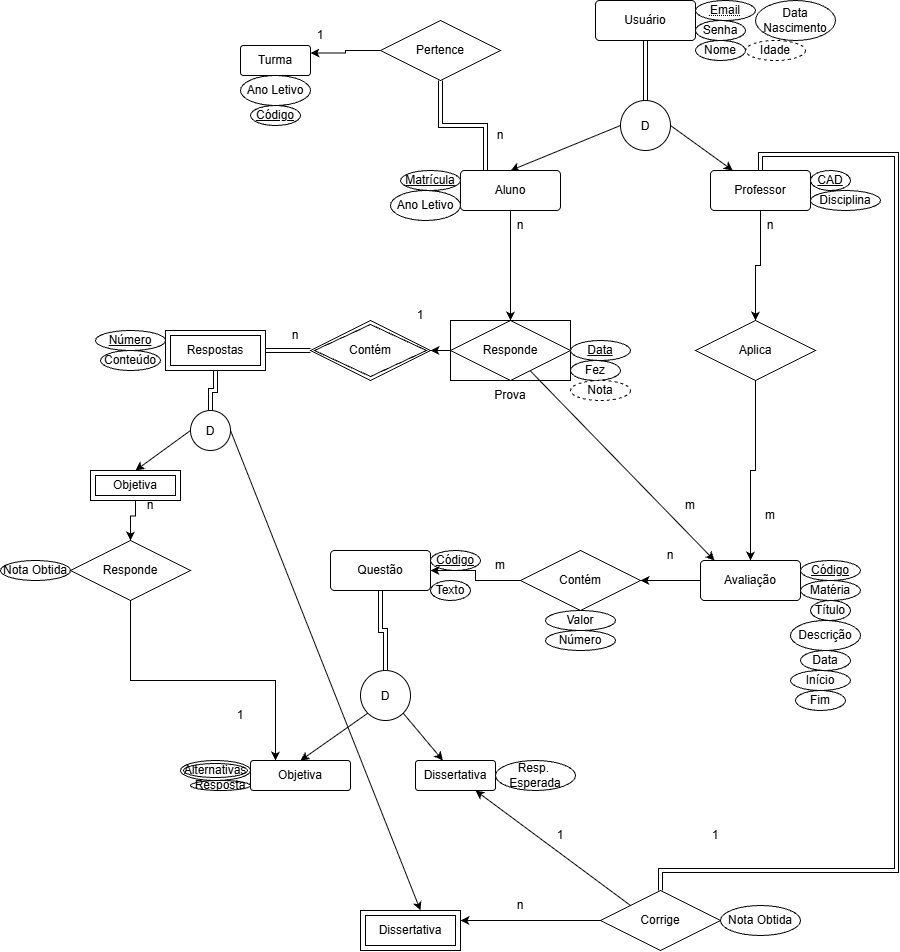 Usuário
Email
Senha
Nome
Data
Nascimento
Idade
1
Turma
Ano Letivo
Código
Pertence
n
D
Matrícula
Ano Letivo
Aluno
n
Professor
CAD
Disciplina
n
Número
Conteúdo
Respostas
n
Contém
1
Responde
Prova
Data
Fez
Nota
Aplica
D
Objetiva
n
m
m
Nota Obtida
Responde
Questão
Código
Texto
m
Contém
Valor
Número
n
Avaliação
Código
Matéria
Título
Descrição
Data
Início
Fim
D
1
Alternativas
Resposta
Objetiva
Dissertativa
Resp.
Esperada
1
1
Dissertativa
n
Corrige
Nota Obtida